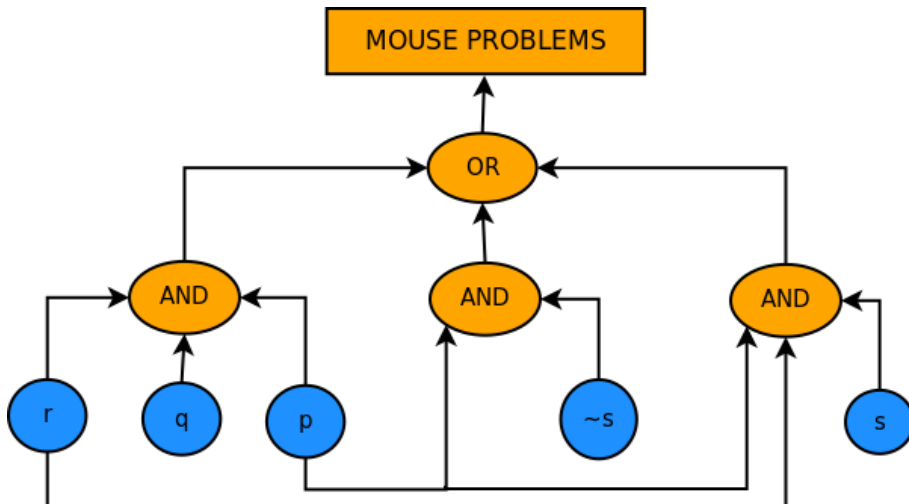 MOUSE PROBLEMS
OR
AND
AND
AND
r
q
p
~s
s